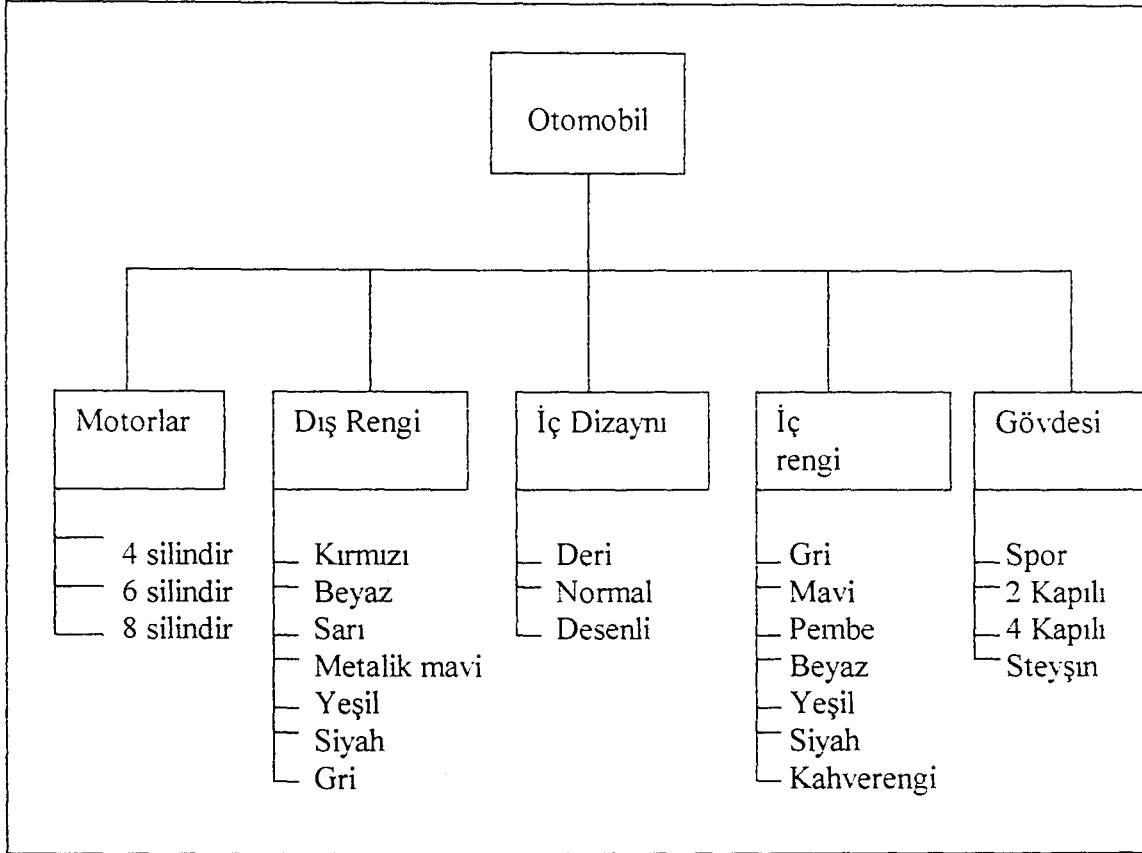 Otomobil
Motorlar
4 silindir
6 silindir
8 silindir
Dış Rengi
Kırmızı
Beyaz
Sarı
Metalik mavi
Yeşil
Siyah
Gri
İç Dizaynı
Deri
Normal
Desenli
İç
rengi
Gri
Mavi
Pembe
Beyaz
Yeşil
Siyah
Kahverengi
Gövdesi
Spor
2 Kapılı
4 Kapılı
Steyşın